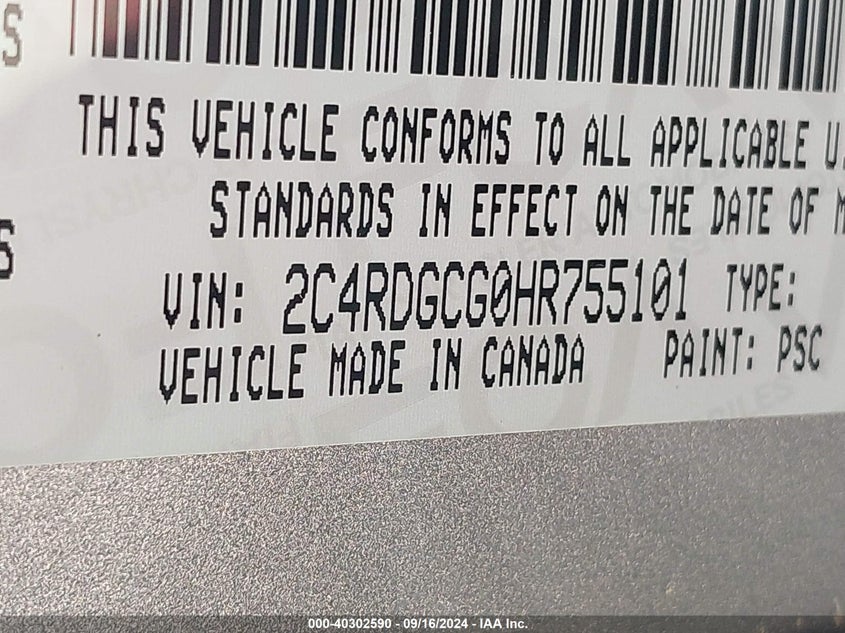 S
THIS VEHICLE CONFORMS TO ALL APPLICABLE U.
STANDARDS IN EFFECT ON THE DATE OF M
S
VIN: 2C4RDGCG0HR755101 TYPE:
VEHICLE MADE IN CANADA PAINT: PSC
000-40302590 - 09/16/2024 - IAA Inc.